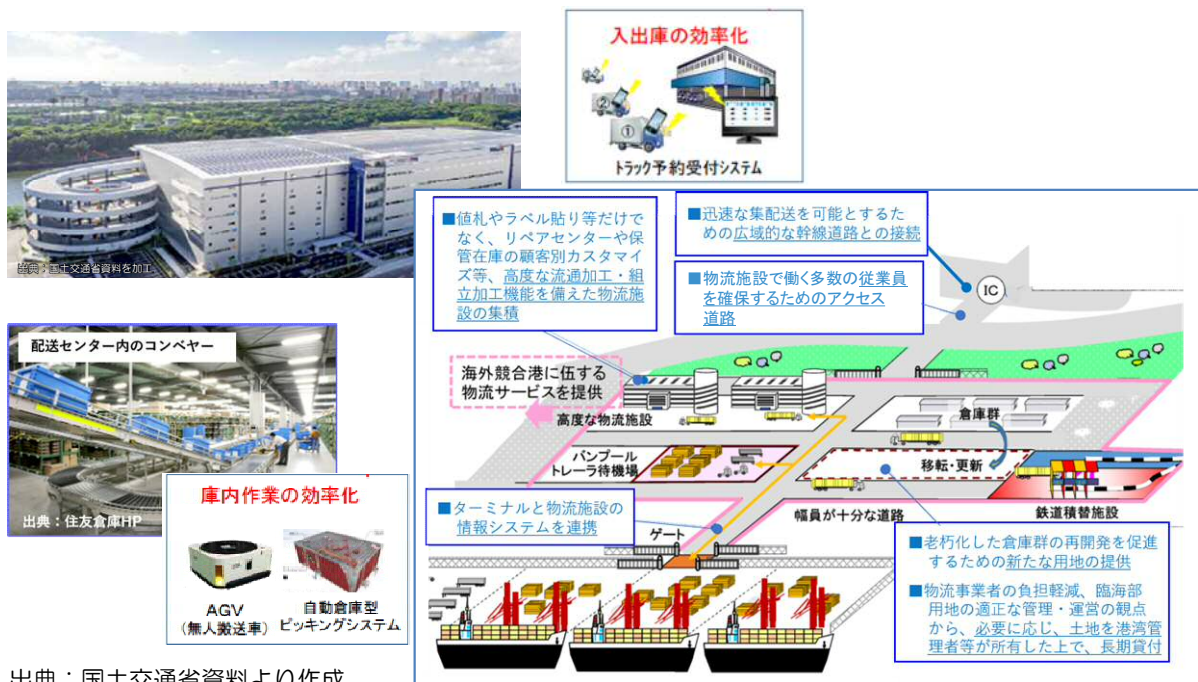 入出庫の効率化
②
①
トラック予約受付システム
出典：国土交通省資料を加工
配送センター内のコンベヤー
出典：住友倉庫HP
庫内作業の効率化
AGV
（無人搬送車）
自動倉庫型
ピッキングシステム
出典：国土交通省資料より作成
■値札やラベル貼り等だけで
なく、リペアセンターや保
管在庫の顧客別カスタマイ
ズ等、高度な流通加工・組
立加工機能を備えた物流施
設の集積
■迅速な集配送を可能とするた
めの広域的な幹線道路との接続
■物流施設で働く多数の従業員
を確保するためのアクセス
道路
IC
海外競合港に伍する
物流サービスを提供
高度な物流施設
倉庫群
バンプール
トレーラ待機場
移転・更新
■ターミナルと物流施設の
情報システムを連携
ゲート
幅員が十分な道路
鉄道積替施設
■老朽化した倉庫群の再開発を促進
するための新たな用地の提供
■物流事業者の負担軽減、臨海部
用地の適正な管理・運営の観点
から、必要に応じ、土地を港湾管
理者等が所有した上で、長期貸付